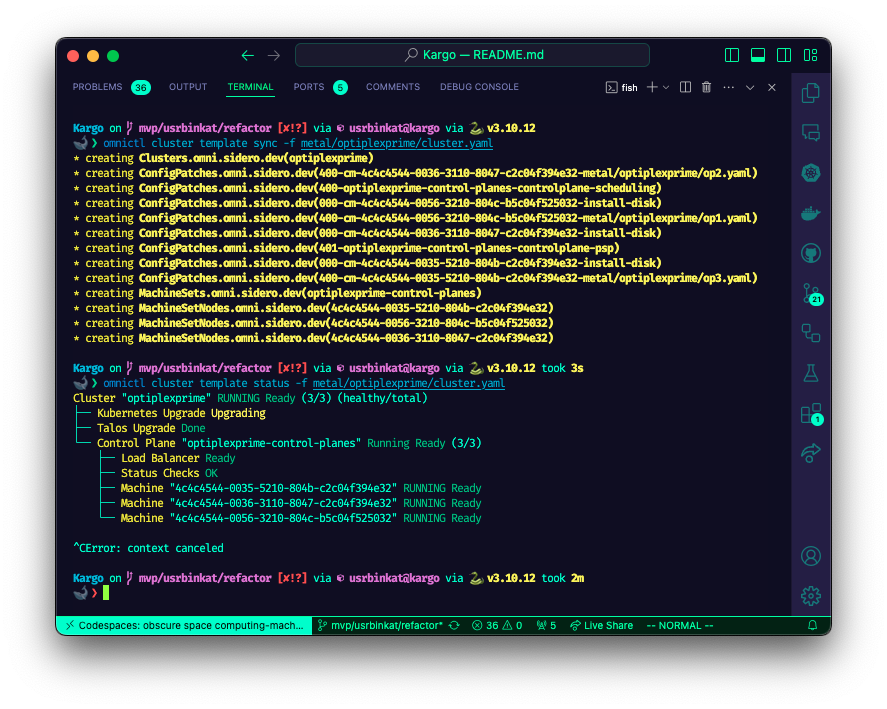 Kargo — README.md
PROBLEMS 36 OUTPUT TERMINAL PORTS 5 COMMENTS DEBUG CONSOLE fish
Kargo on mvp/usrbinkat/refactor [✘!?] via usrbinkat@kargo via v3.10.12
❯ omnictl cluster template sync -f metal/optiplexprime/cluster.yaml
* creating Clusters.omni.sidero.dev(optiplexprime)
* creating ConfigPatches.omni.sidero.dev(400-cm-4c4c4544-0036-3110-8047-c2c04f394e32-metal/optiplexprime/op2.yaml)
* creating ConfigPatches.omni.sidero.dev(400-optiplexprime-control-planes-controlplane-scheduling)
* creating ConfigPatches.omni.sidero.dev(000-cm-4c4c4544-0056-3210-804c-b5c04f525032-install-disk)
* creating ConfigPatches.omni.sidero.dev(400-cm-4c4c4544-0056-3210-804c-b5c04f525032-metal/optiplexprime/op1.yaml)
* creating ConfigPatches.omni.sidero.dev(000-cm-4c4c4544-0036-3110-8047-c2c04f394e32-install-disk)
* creating ConfigPatches.omni.sidero.dev(401-optiplexprime-control-planes-controlplane-psp)
* creating ConfigPatches.omni.sidero.dev(000-cm-4c4c4544-0035-5210-804b-c2c04f394e32-install-disk)
* creating ConfigPatches.omni.sidero.dev(400-cm-4c4c4544-0035-5210-804b-c2c04f394e32-metal/optiplexprime/op3.yaml)
* creating MachineSets.omni.sidero.dev(optiplexprime-control-planes)
* creating MachineSetNodes.omni.sidero.dev(4c4c4544-0035-5210-804b-c2c04f394e32)
* creating MachineSetNodes.omni.sidero.dev(4c4c4544-0056-3210-804c-b5c04f525032)
* creating MachineSetNodes.omni.sidero.dev(4c4c4544-0036-3110-8047-c2c04f394e32)
Kargo on mvp/usrbinkat/refactor [✘!?] via usrbinkat@kargo via v3.10.12 took 3s
❯ omnictl cluster template status -f metal/optiplexprime/cluster.yaml
Cluster "optiplexprime" RUNNING Ready (3/3) (healthy/total)
├── Kubernetes Upgrade Upgrading
├── Talos Upgrade Done
└── Control Plane "optiplexprime-control-planes" Running Ready (3/3)
├── Load Balancer Ready
├── Status Checks OK
├── Machine "4c4c4544-0035-5210-804b-c2c04f394e32" RUNNING Ready
├── Machine "4c4c4544-0036-3110-8047-c2c04f394e32" RUNNING Ready
└── Machine "4c4c4544-0056-3210-804c-b5c04f525032" RUNNING Ready
^CError: context canceled
Kargo on mvp/usrbinkat/refactor [✘!?] via usrbinkat@kargo via v3.10.12 took 2m
❯
21
1
Codespaces: obscure space computing-mach... mvp/usrbinkat/refactor* 36 0 5 Live Share -- NORMAL --